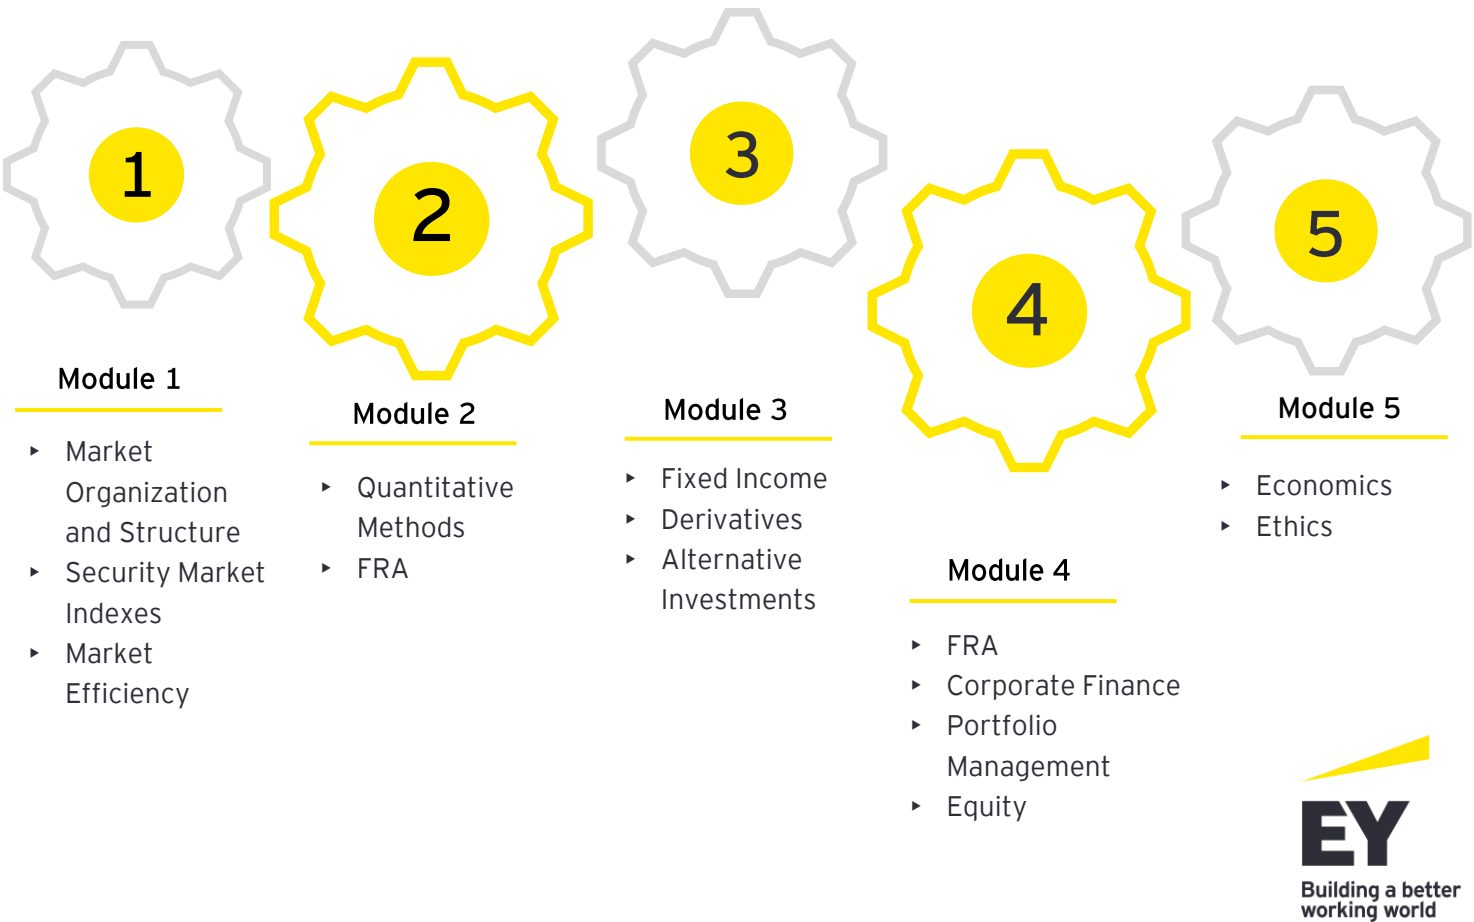 1
2
3
4
5
Module 1
▸ Market
Organization
and Structure
▸ Security Market
Indexes
▸ Market
Efficiency
Module 2
▸ Quantitative
Methods
▸ FRA
Module 3
▸ Fixed Income
▸ Derivatives
▸ Alternative
Investments
Module 4
▸ FRA
▸ Corporate Finance
▸ Portfolio
Management
▸ Equity
Module 5
▸ Economics
▸ Ethics
EY
Building a better
working world